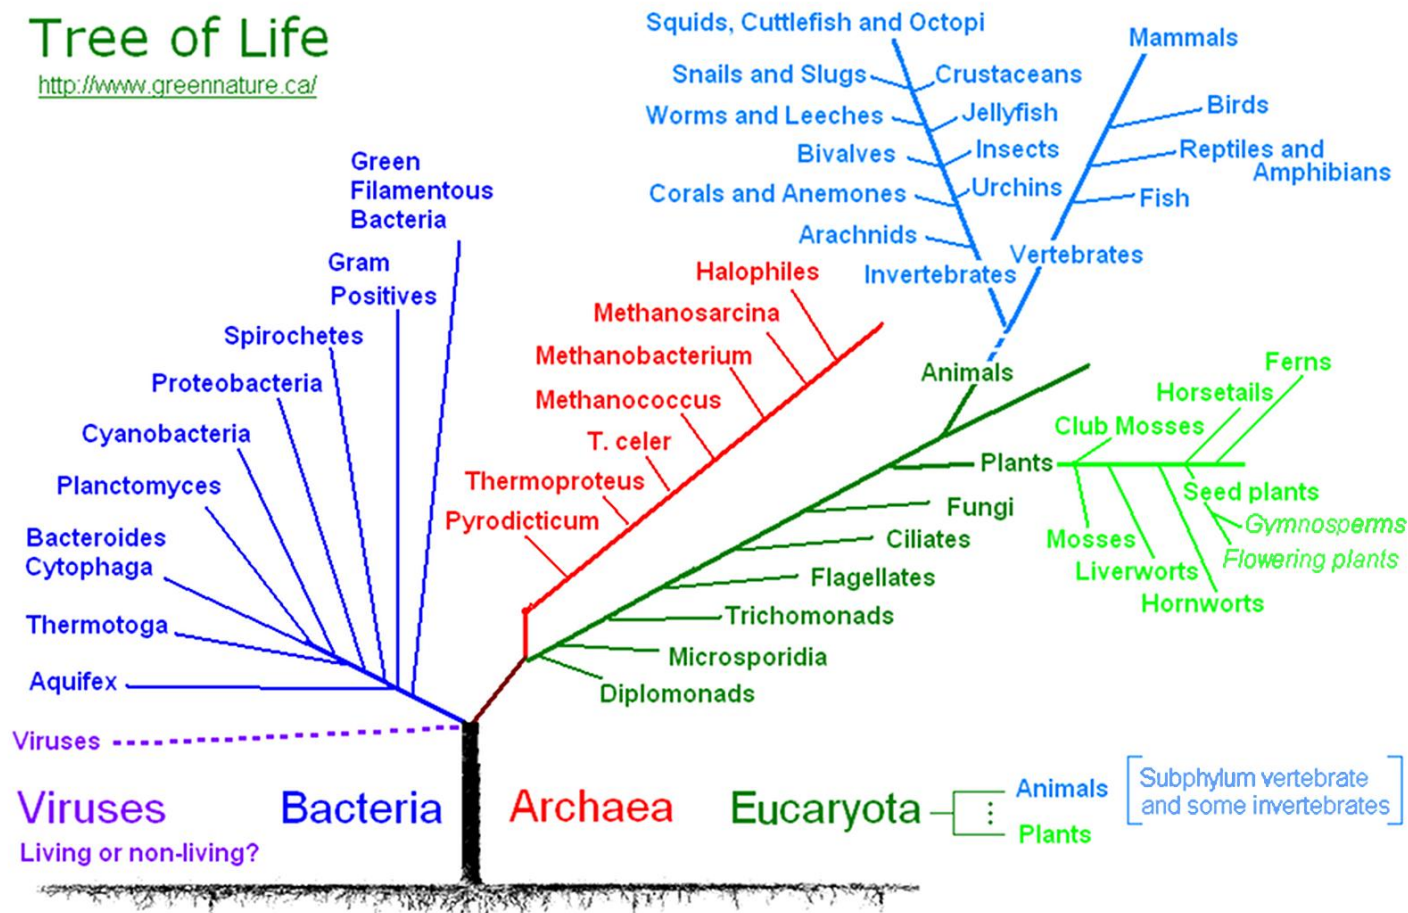 Tree of Life
http://www.greennature.ca/
Green
Filamentous
Bacteria
Gram
Positives
Spirochetes
Proteobacteria
Cyanobacteria
Planctomyces
Bacteroides
Cytophaga
Thermotoga
Aquifex
Viruses
Halophiles
Methanosarcina
Methanobacterium
Methanococcus
T. celer
Thermoproteus
Pyrodicticum
Squids, Cuttlefish and Octopi
Snails and Slugs
Crustaceans
Worms and Leeches
Jellyfish
Bivalves
Insects
Corals and Anemones
Urchins
Arachnids
Invertebrates
Mammals
Birds
Reptiles and
Amphibians
Fish
Vertebrates
Animals
Plants
Fungi
Ciliates
Flagellates
Trichomonads
Microsporidia
Diplomonads
Ferns
Horsetails
Club Mosses
Seed plants
Gymnosperms
Flowering plants
Mosses
Liverworts
Hornworts
Viruses
Living or non-living?
Bacteria
Archaea
Eucaryota
Animals
Plants
Subphylum vertebrate
and some invertebrates